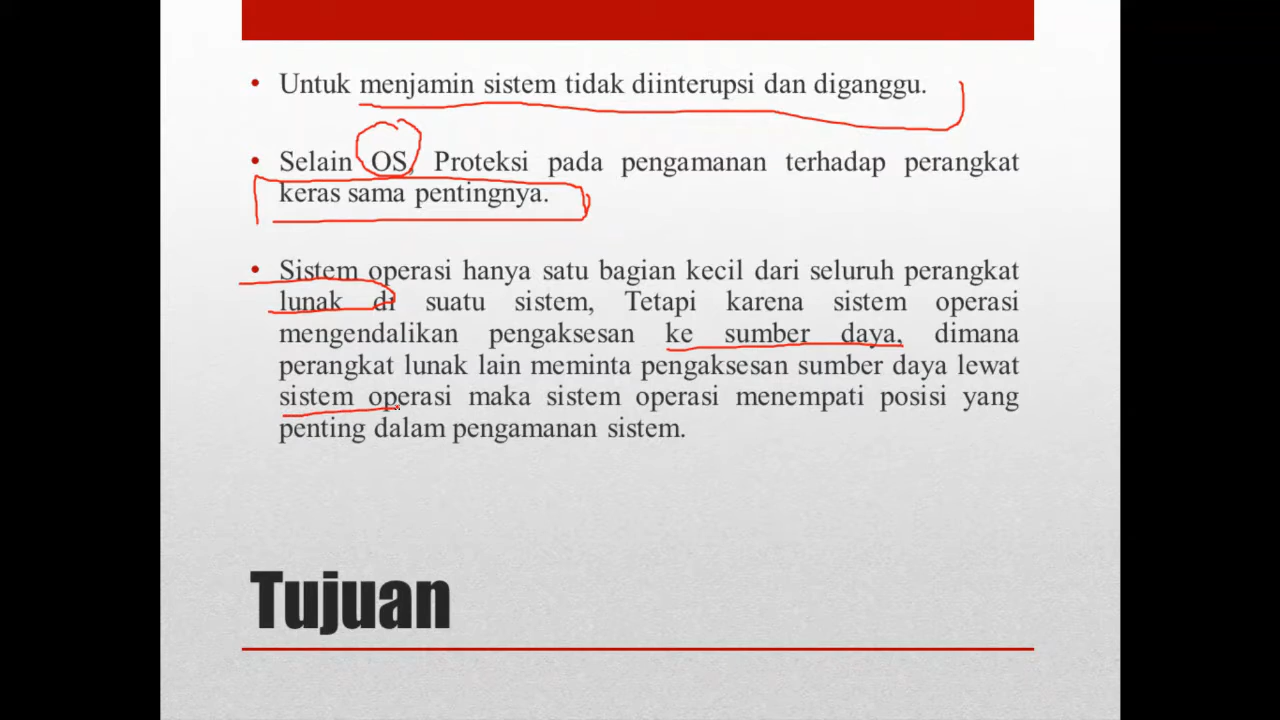 • Untuk menjamin sistem tidak diinterupsi dan diganggu.
• Selain OS, Proteksi pada pengamanan terhadap perangkat
keras sama pentingnya.
• Sistem operasi hanya satu bagian kecil dari seluruh perangkat
lunak di suatu sistem, Tetapi karena sistem operasi
mengendalikan pengaksesan ke sumber daya, dimana
perangkat lunak lain meminta pengaksesan sumber daya lewat
sistem operasi maka sistem operasi menempati posisi yang
penting dalam pengamanan sistem.
Tujuan